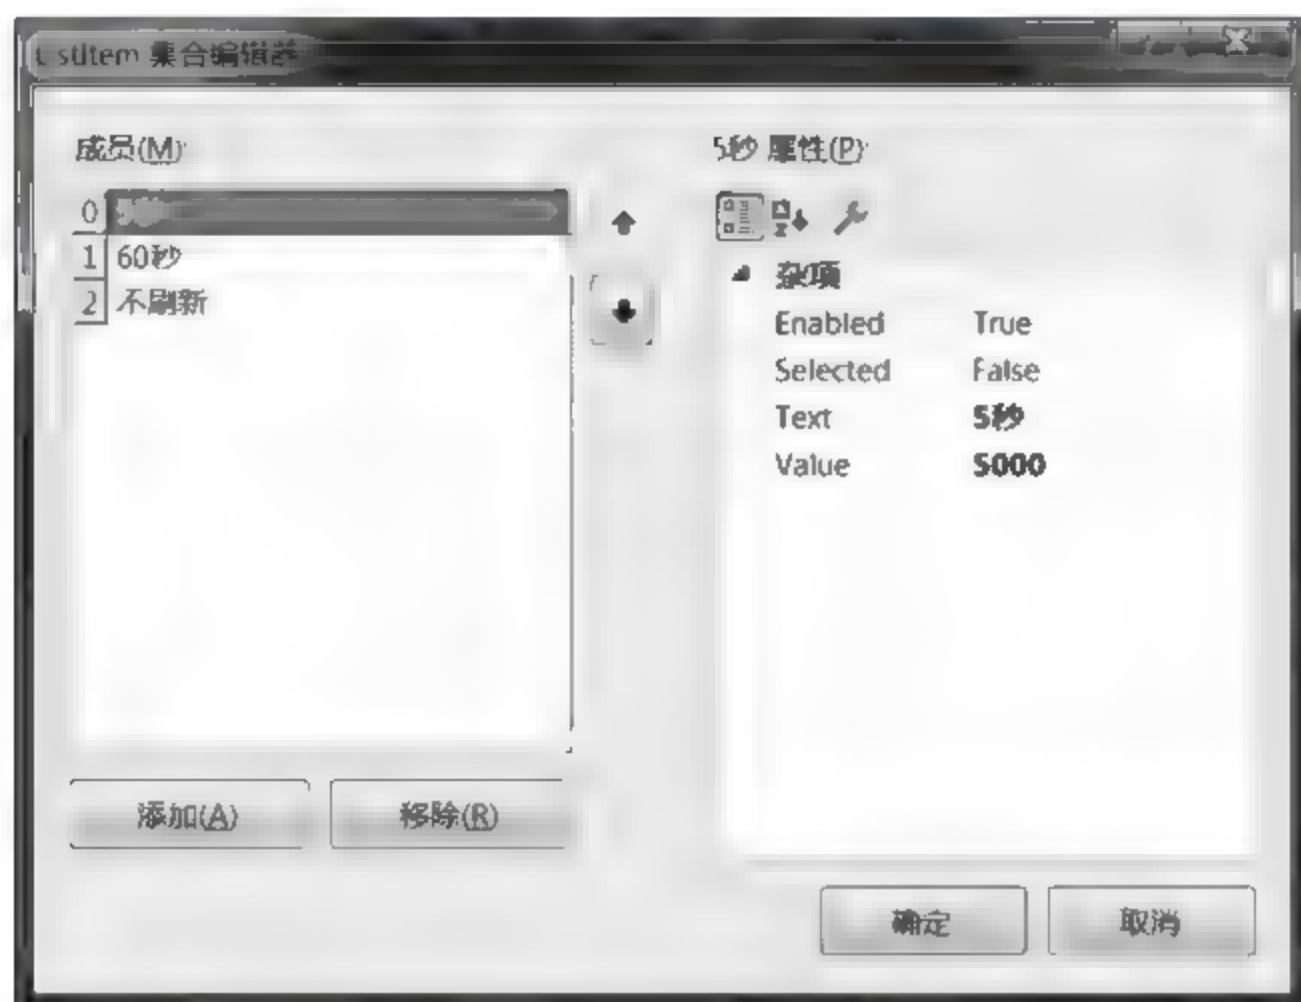 ListItem 集合编辑器
成员(M):
0
1 60秒
2 不刷新
添加(A)
移除(R)
5秒 属性(P):
杂项
Enabled True
Selected False
Text 5秒
Value 5000
确定
取消